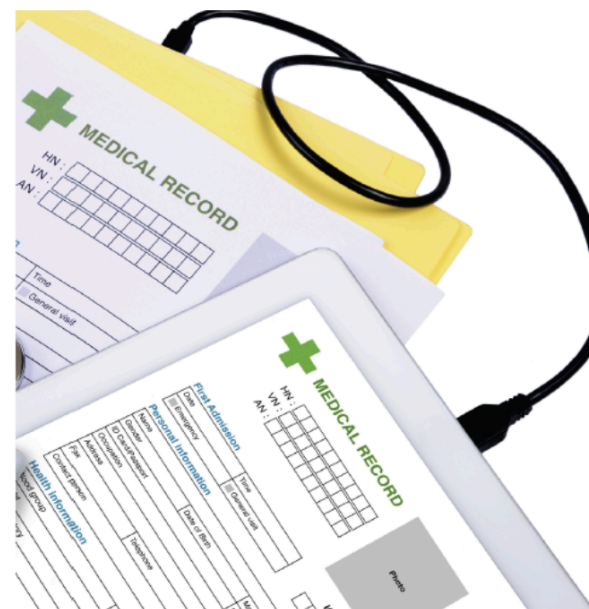 MEDICAL RECORD
HN :
VN :
AN :
Time
General visit
MEDICAL RECORD
HN :
VN :
AN :
First Admission
Date
Time
Emergency
General visit
Personal information
Name
Gender
Date of Birth
ID Card/Passport
Occupation
Address
Telephone
Fax
Contact person
Health information
Photo